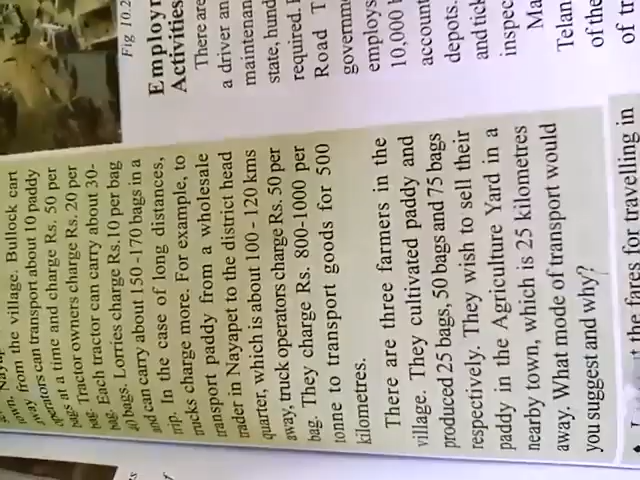 town, from the village. Bullock cart
operators can transport about 10 paddy
bags at a time and charge Rs. 50 per
bag. Tractor owners charge Rs. 20 per
bag. Each tractor can carry about 30-
40 bags. Lorries charge Rs. 10 per bag
and can carry about 150 -170 bags in a
trip. In the case of long distances,
trucks charge more. For example, to
transport paddy from a wholesale
trader in Nayapet to the district head
quarter, which is about 100 - 120 kms
away, truck operators charge Rs. 50 per
bag. They charge Rs. 800-1000 per
tonne to transport goods for 500
kilometres.
There are three farmers in the
village. They cultivated paddy and
produced 25 bags, 50 bags and 75 bags
respectively. They wish to sell their
paddy in the Agriculture Yard in a
nearby town, which is 25 kilometres
away. What mode of transport would
you suggest and why?
the fares for travelling in
Fig 10.2
Employm
Activities
There are
a driver an
maintenan
state, hund
required.
Road T
governme
employs
10,000
account
depots.
and tick
inspec
Ma
Telan
of the
of tr